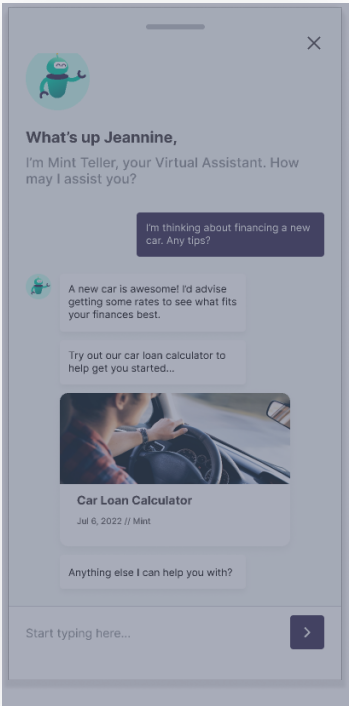 What's up Jeannine,
I'm Mint Teller, your Virtual Assistant. How
may I assist you?
I'm thinking about financing a new
car. Any tips?
A new car is awesome! I'd advise
getting some rates to see what fits
your finances best.
Try out our car loan calculator to
help get you started...
Car Loan Calculator
Jul 6, 2022 // Mint
Anything else I can help you with?
Start typing here...